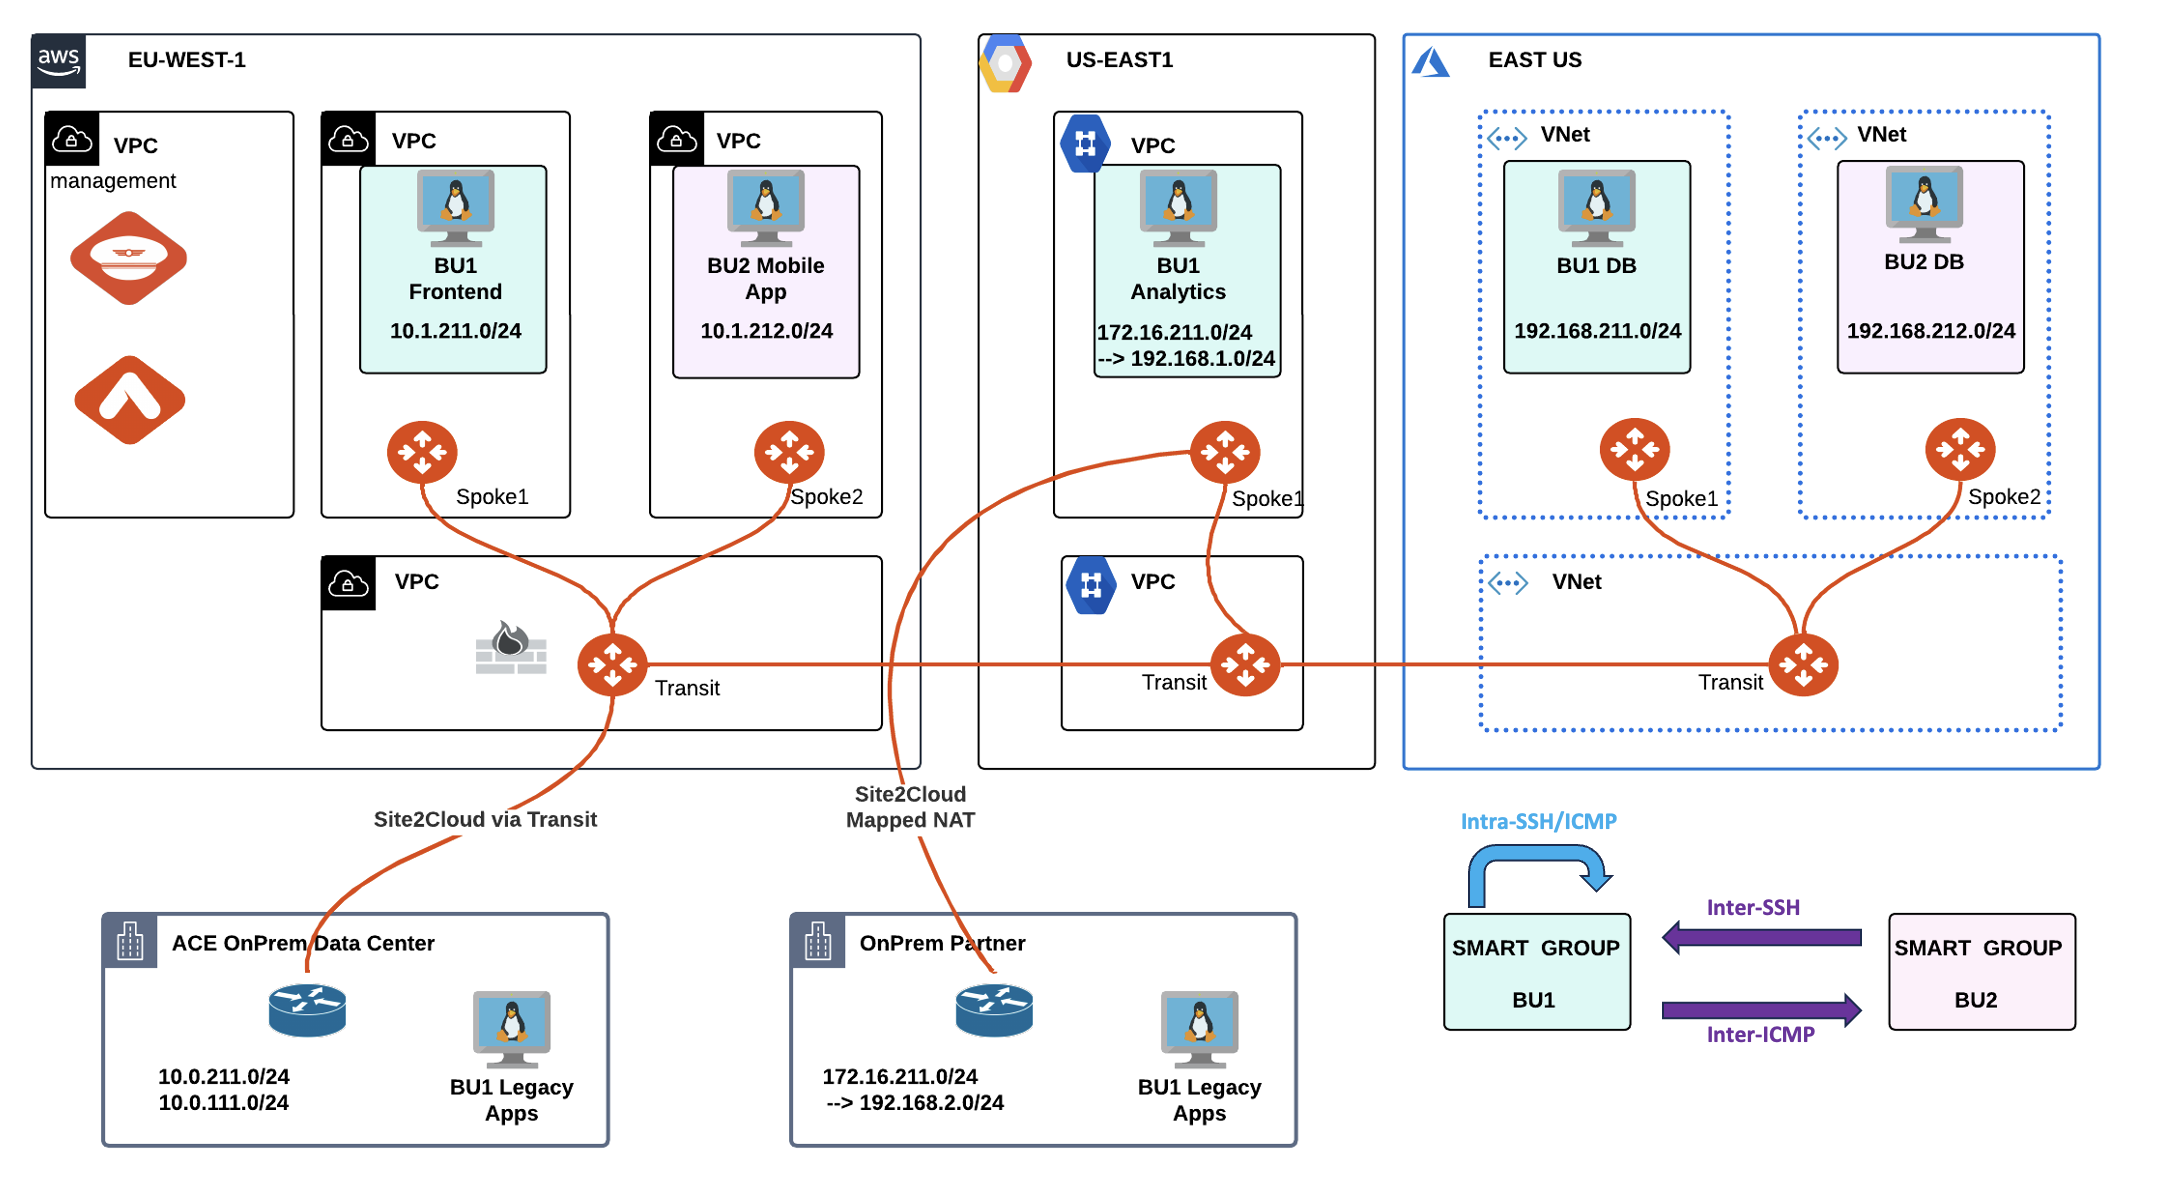 aws
EU-WEST-1
VPC
management
VPC
BU1
Frontend
10.1.211.0/24
Spoke1
VPC
BU2 Mobile
App
10.1.212.0/24
Spoke2
VPC
Transit
US-EAST1
VPC
BU1
Analytics
172.16.211.0/24
--> 192.168.1.0/24
Spoke1
VPC
Transit
EAST US
VNet
BU1 DB
192.168.211.0/24
Spoke1
VNet
BU2 DB
192.168.212.0/24
Spoke2
VNet
Transit
Site2Cloud via Transit
Site2Cloud
Mapped NAT
ACE OnPrem Data Center
10.0.211.0/24
10.0.111.0/24
BU1 Legacy
Apps
OnPrem Partner
172.16.211.0/24
--> 192.168.2.0/24
BU1 Legacy
Apps
Intra-SSH/ICMP
SMART GROUP
BU1
Inter-SSH
Inter-ICMP
SMART GROUP
BU2